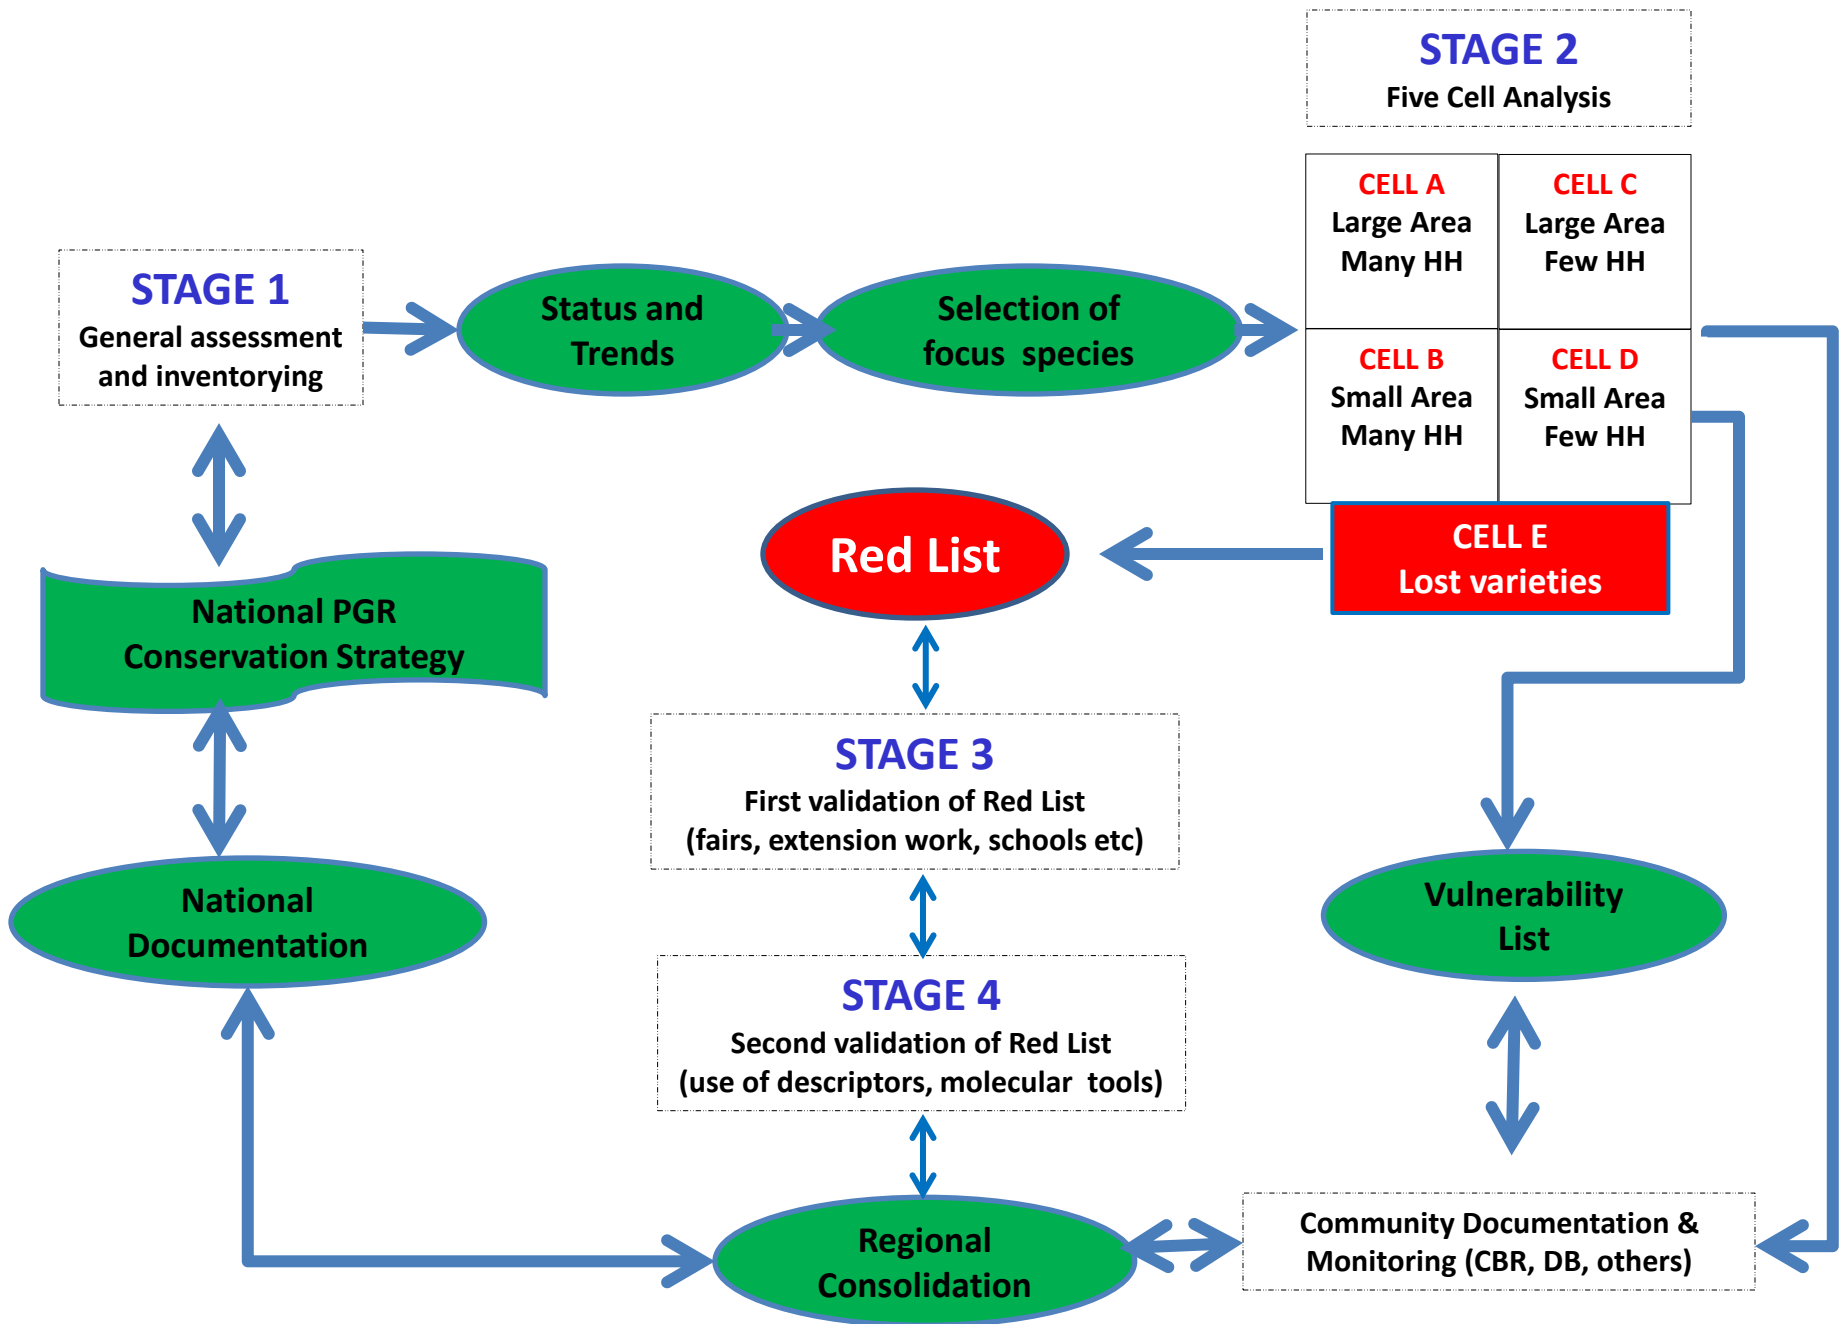 STAGE 2
Five Cell Analysis
CELL A
Large Area
Many HH
CELL C
Large Area
Few HH
CELL B
Small Area
Many HH
CELL D
Small Area
Few HH
CELL E
Lost varieties
STAGE 1
General assessment
and inventorying
Status and
Trends
Selection of
focus species
Red List
National PGR
Conservation Strategy
STAGE 3
First validation of Red List
(fairs, extension work, schools etc)
National
Documentation
Vulnerability
List
STAGE 4
Second validation of Red List
(use of descriptors, molecular tools)
Regional
Consolidation
Community Documentation &
Monitoring (CBR, DB, others)